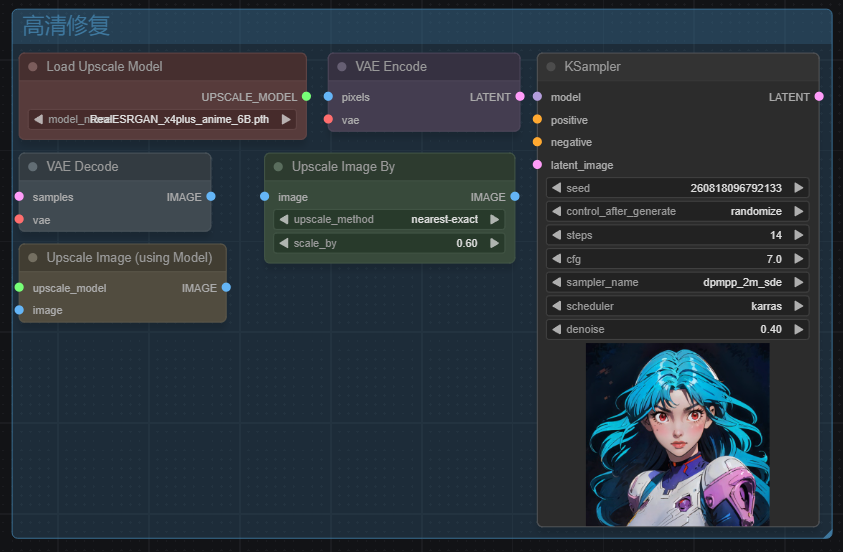 高清修复
Load Upscale Model
UPSCALE_MODEL
RealESRGAN_x4plus_anime_6B.pth
VAE Encode
pixels LATENT
vae
VAE Decode
samples IMAGE
vae
Upscale Image By
image IMAGE
upscale_method nearest-exact
scale_by 0.60
Upscale Image (using Model)
upscale_model IMAGE
image
KSampler
model LATENT
positive
negative
latent_image
seed 260818096792133
control_after_generate randomize
steps 14
cfg 7.0
sampler_name dpmpp_2m_sde
scheduler karras
denoise 0.40